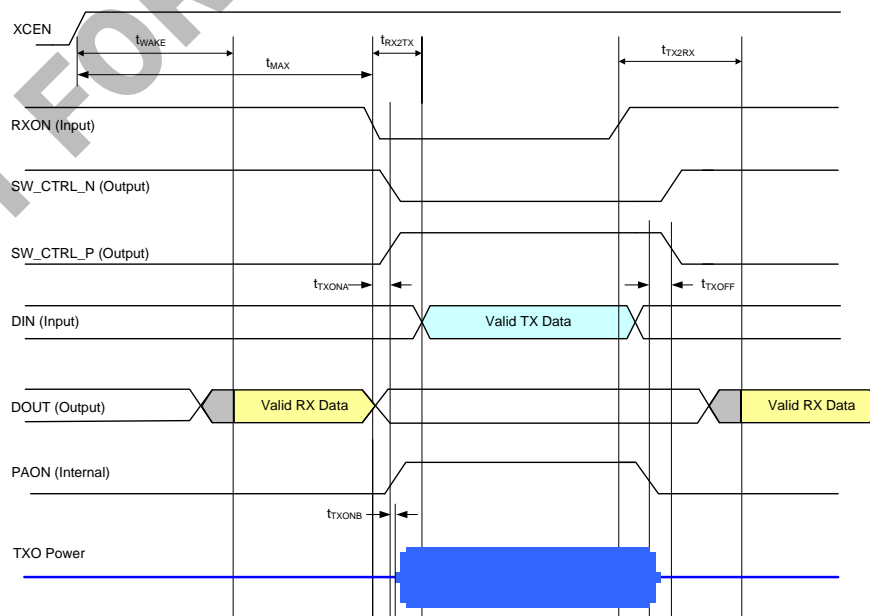 XCEN
tWAKE
tRX2TX
tTX2RX
tMAX
RXON (Input)
SW_CTRL_N (Output)
SW_CTRL_P (Output)
tTXONA
tTXOFF
DIN (Input)
Valid TX Data
DOUT (Output)
Valid RX Data
Valid RX Data
PAON (Internal)
tTXONB
TXO Power
FOR